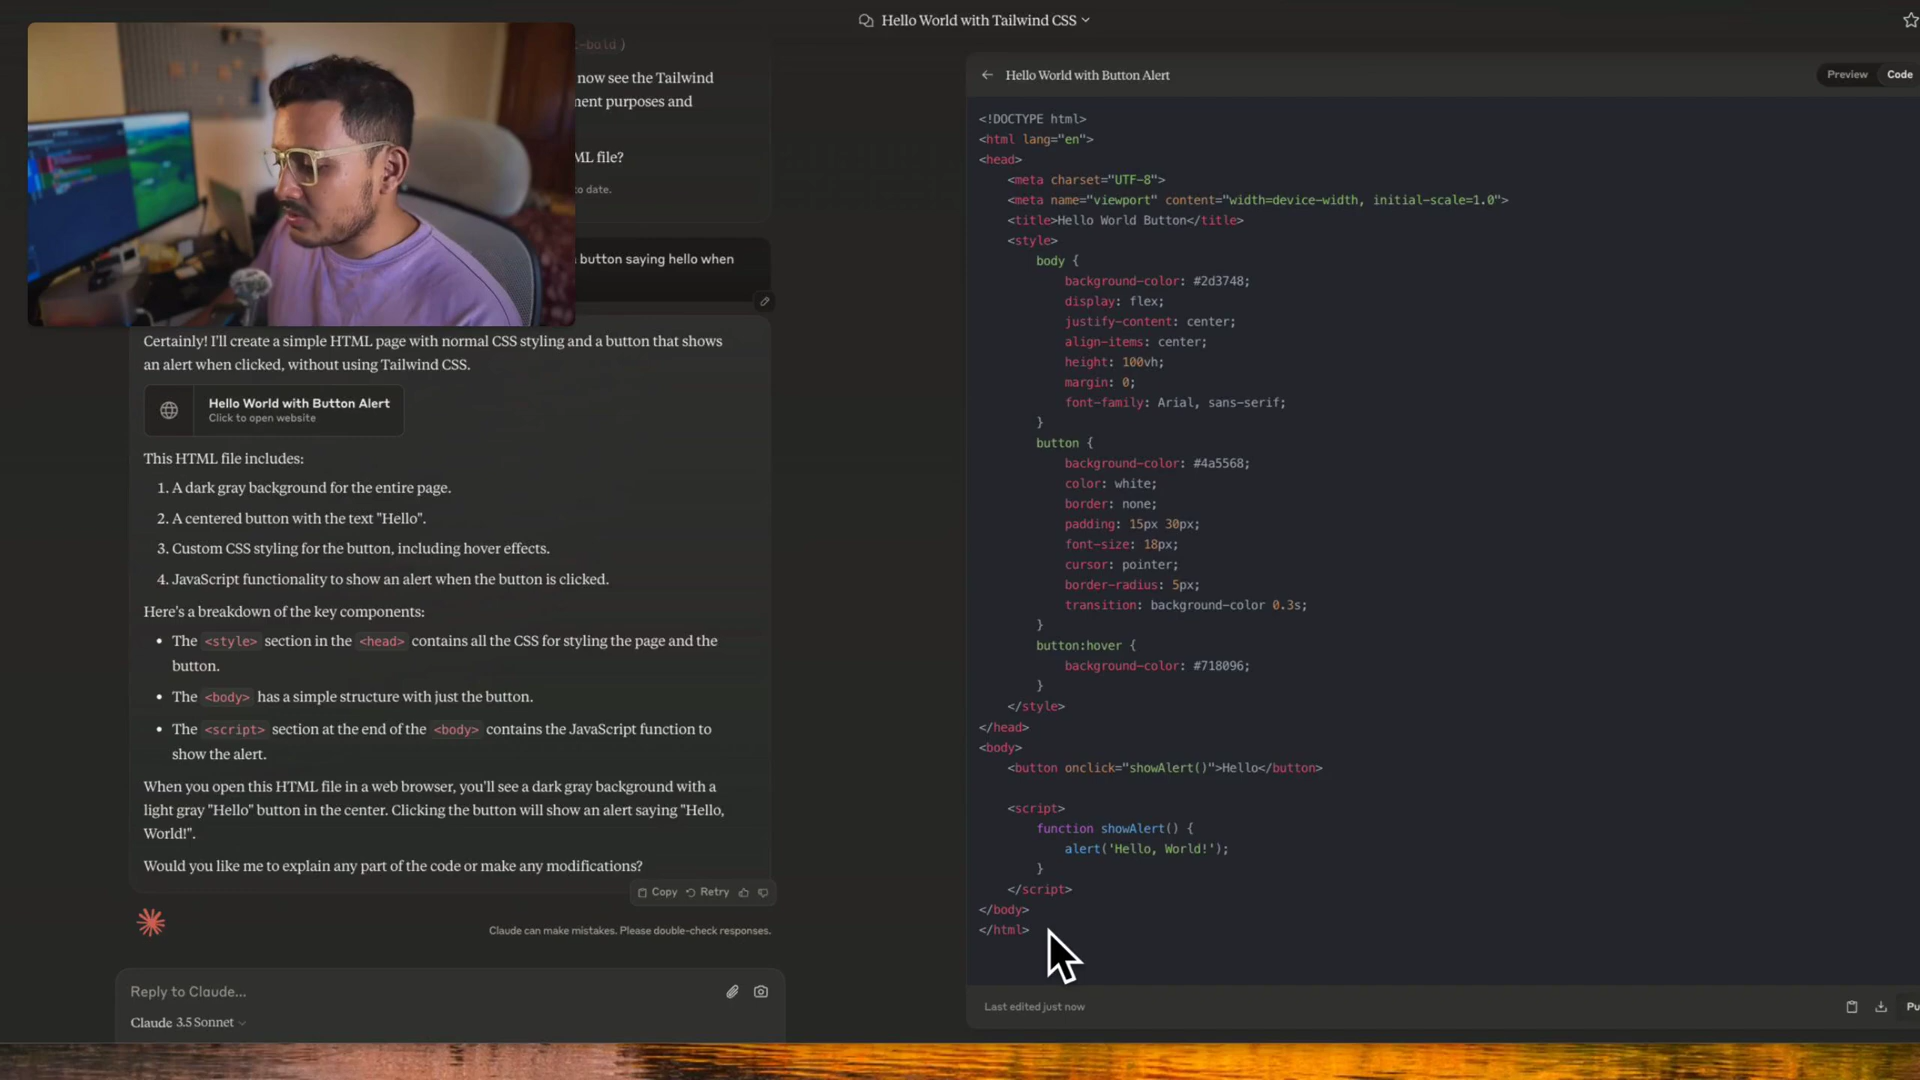 Hello World with Tailwind CSS
t-bold )
now see the Tailwind
ment purposes and
ML file?
to date.
button saying hello when
Certainly! I'll create a simple HTML page with normal CSS styling and a button that shows
an alert when clicked, without using Tailwind CSS.
Hello World with Button Alert
Click to open website
This HTML file includes:
1. A dark gray background for the entire page.
2. A centered button with the text "Hello".
3. Custom CSS styling for the button, including hover effects.
4. JavaScript functionality to show an alert when the button is clicked.
Here's a breakdown of the key components:
• The <style> section in the <head> contains all the CSS for styling the page and the
button.
• The <body> has a simple structure with just the button.
• The <script> section at the end of the <body> contains the JavaScript function to
show the alert.
When you open this HTML file in a web browser, you'll see a dark gray background with a
light gray "Hello" button in the center. Clicking the button will show an alert saying "Hello,
World!".
Would you like me to explain any part of the code or make any modifications?
Copy Retry
Claude can make mistakes. Please double-check responses.
Reply to Claude...
Claude 3.5 Sonnet
Hello World with Button Alert
Preview Code
<!DOCTYPE html>
<html lang="en">
<head>
<meta charset="UTF-8">
<meta name="viewport" content="width=device-width, initial-scale=1.0">
<title>Hello World Button</title>
<style>
body {
background-color: #2d3748;
display: flex;
justify-content: center;
align-items: center;
height: 100vh;
margin: 0;
font-family: Arial, sans-serif;
}
button {
background-color: #4a5568;
color: white;
border: none;
padding: 15px 30px;
font-size: 18px;
cursor: pointer;
border-radius: 5px;
transition: background-color 0.3s;
}
button:hover {
background-color: #718096;
}
</style>
</head>
<body>
<button onclick="showAlert()">Hello</button>
<script>
function showAlert() {
alert('Hello, World!');
}
</script>
</body>
</html>
Last edited just now
Pu